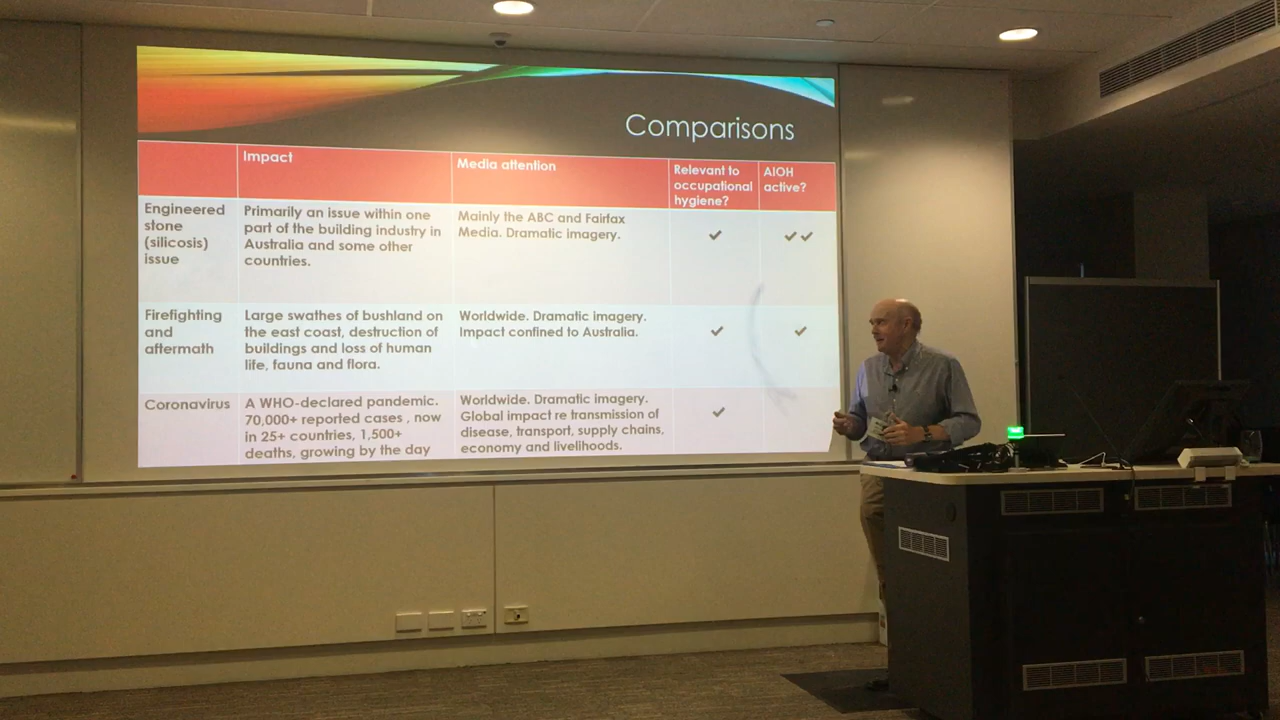 Comparisons
Impact
Media attention
Relevant to
occupational
hygiene?
AIOH
active?
Engineered
stone
(silicosis)
issue
Primarily an issue within one
part of the building industry in
Australia and some other
countries.
Mainly the ABC and Fairfax
Media. Dramatic imagery.
✓
✓✓
Firefighting
and
aftermath
Large swathes of bushland on
the east coast, destruction of
buildings and loss of human
life, fauna and flora.
Worldwide. Dramatic imagery.
Impact confined to Australia.
✓
✓
Coronavirus
A WHO-declared pandemic.
70,000+ reported cases , now
in 25+ countries, 1,500+
deaths, growing by the day
Worldwide. Dramatic imagery.
Global impact re transmission of
disease, transport, supply chains,
economy and livelihoods.
✓